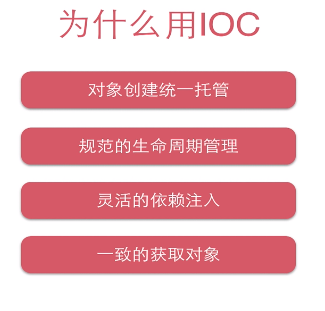 为什么用IOC
对象创建统一托管
规范的生命周期管理
灵活的依赖注入
一致的获取对象